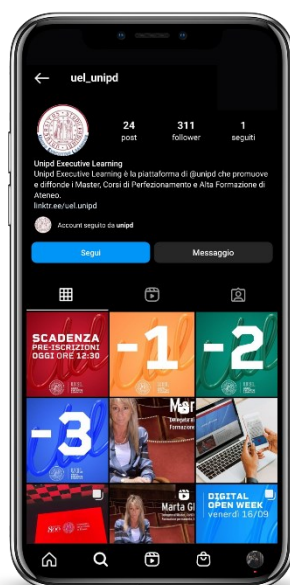 uel_unipd
24
311
1
post
follower
seguiti
Unipd Executive Learning
Unipd Executive Learning è la piattaforma di @unipd che promuove
e diffonde i Master, Corsi di Perfezionamento e Alta Formazione di
Ateneo.
linktr.ee/uel.unipd
Account seguito da unipd
Segui
Messaggio
SCADENZA
PRE-ISCRIZIONI
OGGI ORE 12:30
-1
-2
-3
Mar
Formazione
800
Marta
DIGITAL
OPEN WEEK
venerdì 16/09